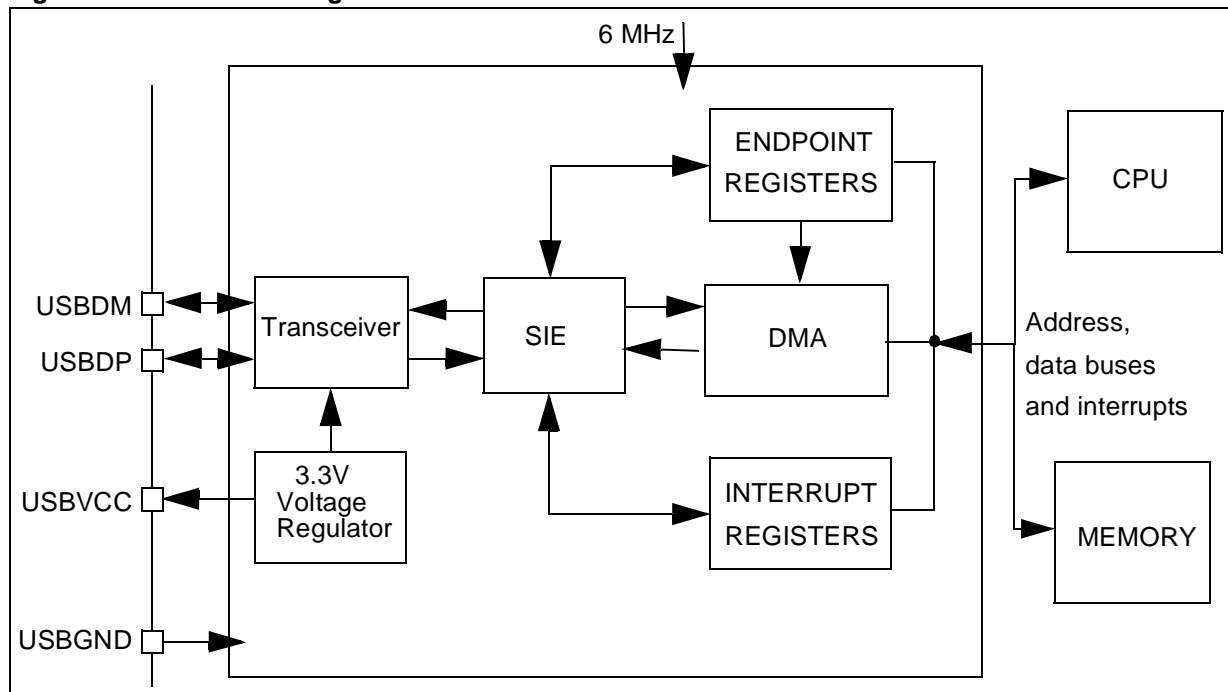 6 MHz
ENDPOINT
REGISTERS
CPU
USBDM
USBDP
Transceiver
SIE
DMA
Address,
data buses
and interrupts
USBVCC
3.3V
Voltage
Regulator
INTERRUPT
REGISTERS
MEMORY
USBGND